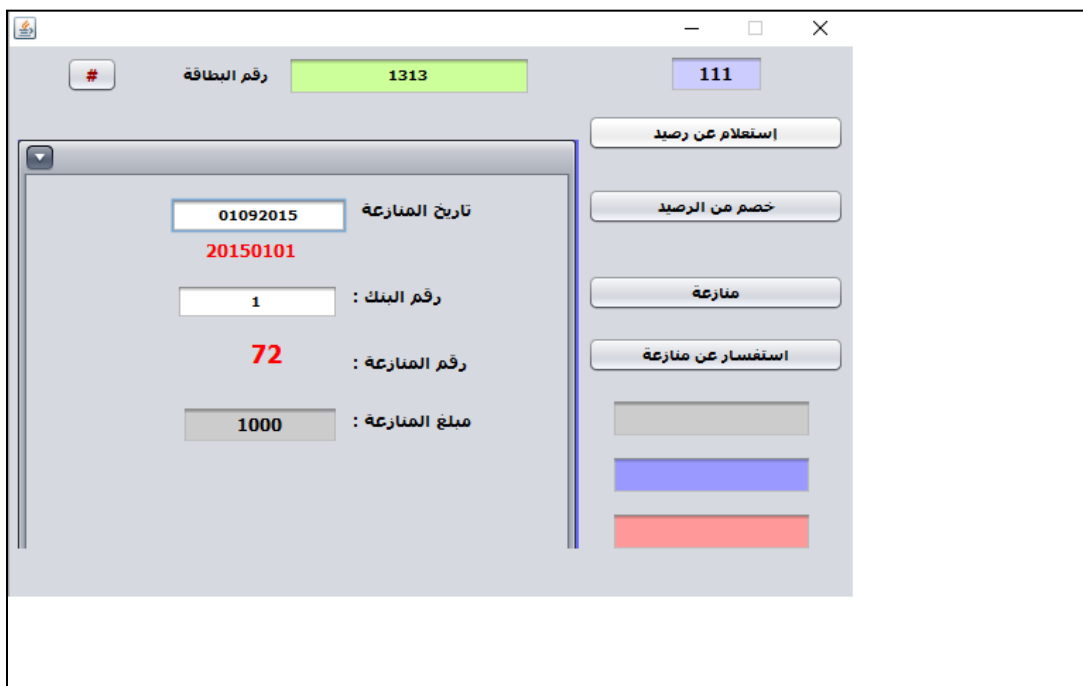 111
1313
رقم البطاقة
#
إستعلام عن رصيد
خصم من الرصيد
منازعة
استفسار عن منازعة
تاريخ المنازعة
01092015
20150101
رقم البنك :
1
رقم المنازعة :
72
مبلغ المنازعة :
1000